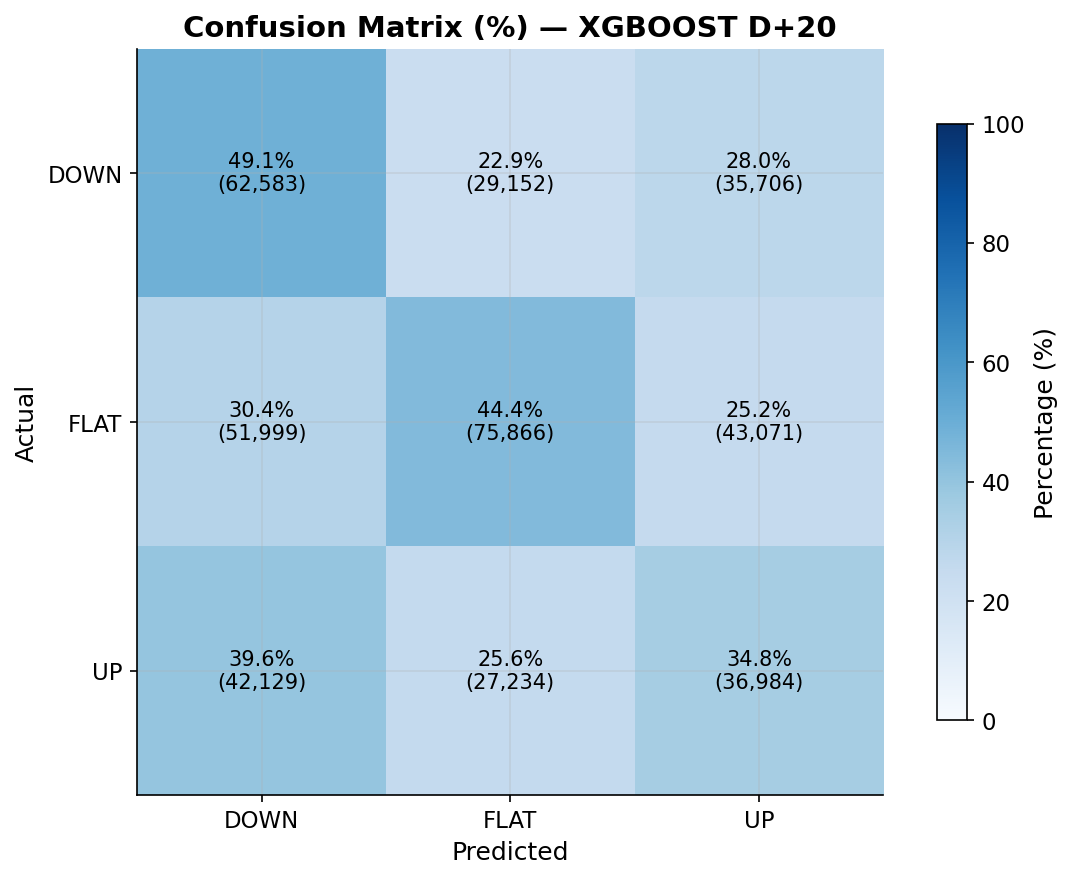 Confusion Matrix (%) — XGBOOST D+20
DOWN
49.1%
(62,583)
22.9%
(29,152)
28.0%
(35,706)
FLAT
30.4%
(51,999)
44.4%
(75,866)
25.2%
(43,071)
UP
39.6%
(42,129)
25.6%
(27,234)
34.8%
(36,984)
DOWN
FLAT
UP
Predicted
Actual
100
80
60
40
20
0
Percentage (%)